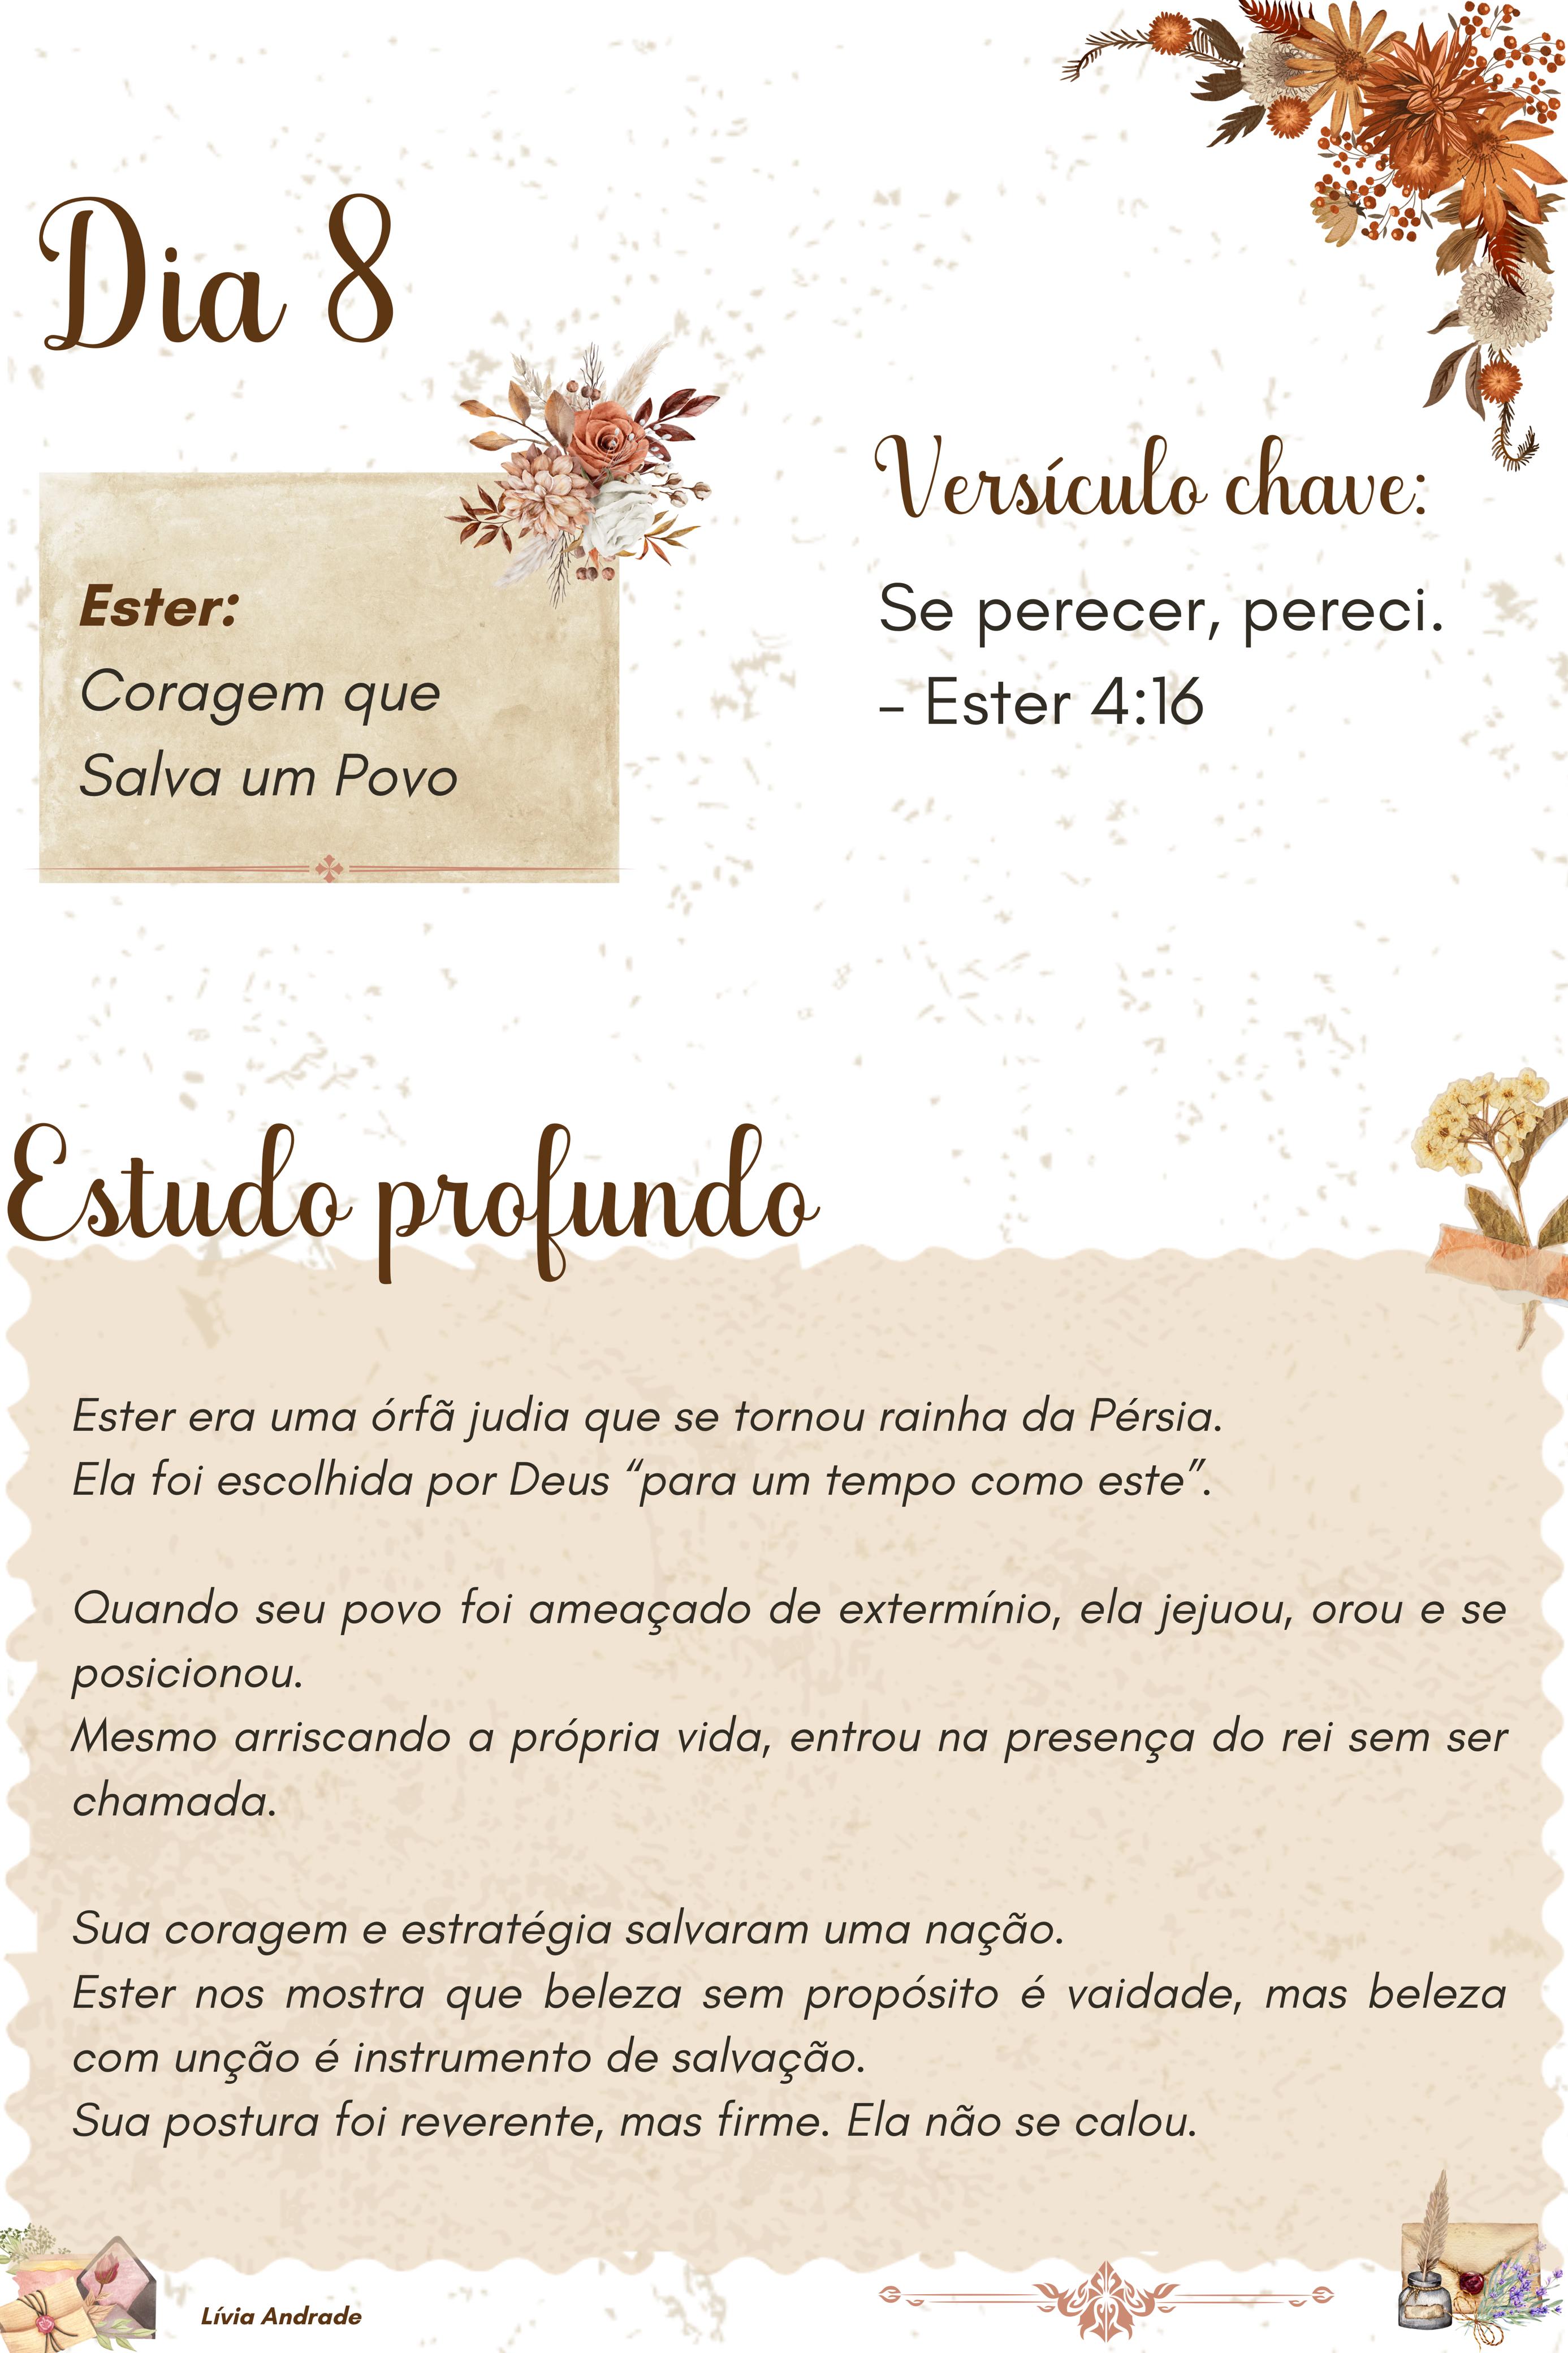 Dia 8
Ester:
Coragem que
Salva um Povo
Versículo chave:
Se perecer, pereci.
– Ester 4:16
Estudo profundo
Ester era uma órfã judia que se tornou rainha da Pérsia.
Ela foi escolhida por Deus “para um tempo como este”.
Quando seu povo foi ameaçado de extermínio, ela jejuou, orou e se
posicionou.
Mesmo arriscando a própria vida, entrou na presença do rei sem ser
chamada.
Sua coragem e estratégia salvaram uma nação.
Ester nos mostra que beleza sem propósito é vaidade, mas beleza
com unção é instrumento de salvação.
Sua postura foi reverente, mas firme. Ela não se calou.
Lívia Andrade